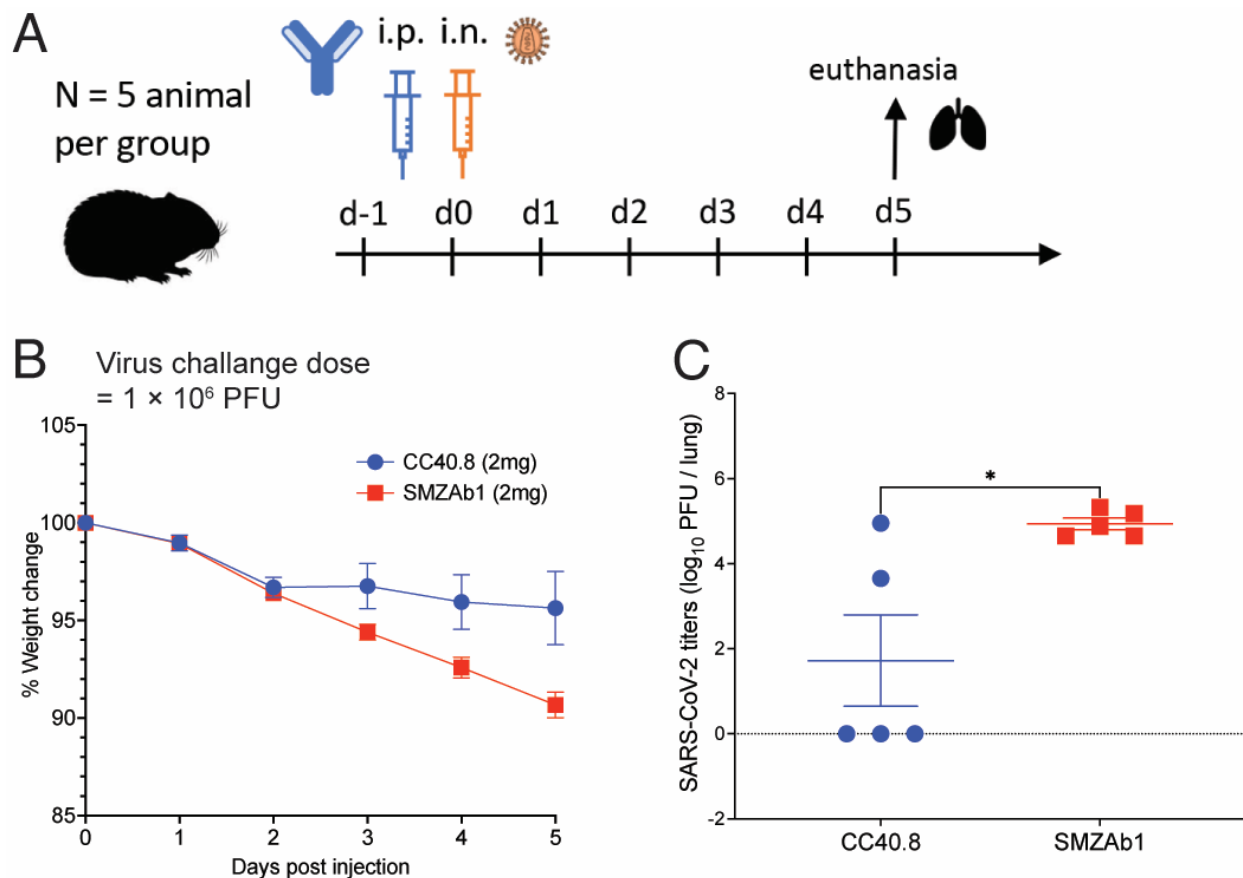 A
i.p. i.n.
N = 5 animal
per group
euthanasia
d-1 d0 d1 d2 d3 d4 d5
B
Virus challange dose
= 1 × 10⁶ PFU
105
100
95
90
85
% Weight change
CC40.8 (2mg)
SMZAb1 (2mg)
0 1 2 3 4 5
Days post injection
C
8
6
4
2
0
-2
SARS-CoV-2 titers (log₁₀ PFU / lung)
*
CC40.8 SMZAb1